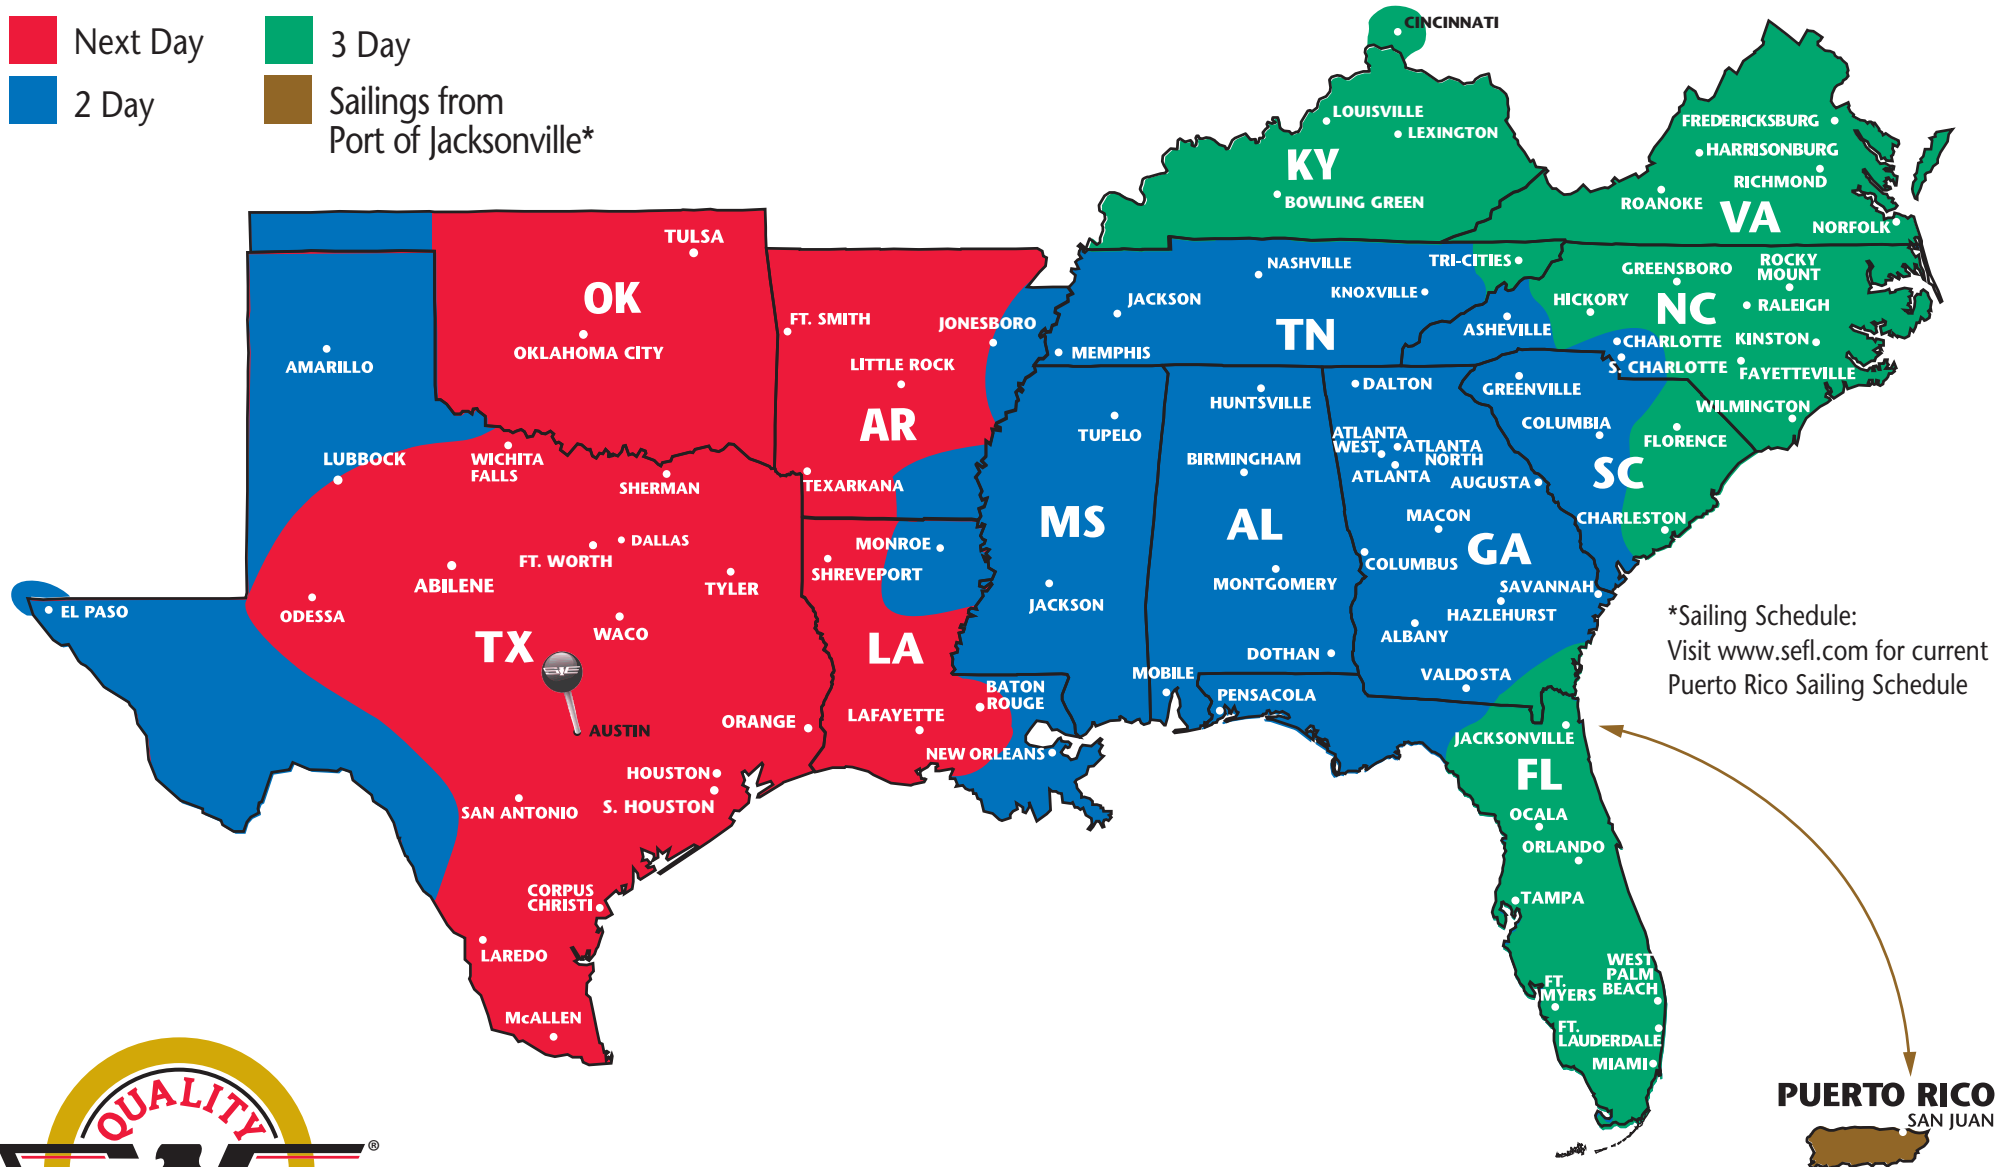 Next Day
3 Day
2 Day
Sailings from
Port of Jacksonville*
CINCINNATI
LOUISVILLE
LEXINGTON
KY
BOWLING GREEN
FREDERICKSBURG
HARRISONBURG
RICHMOND
ROANOKE
VA
NORFOLK
TULSA
OK
OKLAHOMA CITY
FT. SMITH
JONESBORO
LITTLE ROCK
AR
TEXARKANA
NASHVILLE
TRI-CITIES
KNOXVILLE
JACKSON
TN
MEMPHIS
GREENSBORO
ROCKY
MOUNT
HICKORY
NC
RALEIGH
ASHEVILLE
CHARLOTTE
KINSTON
S. CHARLOTTE
FAYETTEVILLE
WILMINGTON
AMARILLO
LUBBOCK
WICHITA
FALLS
SHERMAN
DALLAS
FT. WORTH
ABILENE
TYLER
ODESSA
WACO
EL PASO
TX
AUSTIN
ORANGE
HOUSTON
S. HOUSTON
SAN ANTONIO
CORPUS
CHRISTI
LAREDO
McALLEN
MONROE
SHREVEPORT
LA
BATON
ROUGE
LAFAYETTE
NEW ORLEANS
TUPELO
MS
JACKSON
HUNTSVILLE
BIRMINGHAM
AL
MONTGOMERY
DOTHAN
MOBILE
PENSACOLA
DALTON
ATLANTA
WEST
ATLANTA
NORTH
ATLANTA
AUGUSTA
MACON
GA
COLUMBUS
SAVANNAH
HAZLEHURST
ALBANY
VALDOSTA
GREENVILLE
COLUMBIA
FLORENCE
SC
CHARLESTON
JACKSONVILLE
FL
OCALA
ORLANDO
TAMPA
WEST
PALM
BEACH
FT.
MYERS
FT.
LAUDERDALE
MIAMI
*Sailing Schedule:
Visit www.sefl.com for current
Puerto Rico Sailing Schedule
PUERTO RICO
SAN JUAN
QUALITY
®